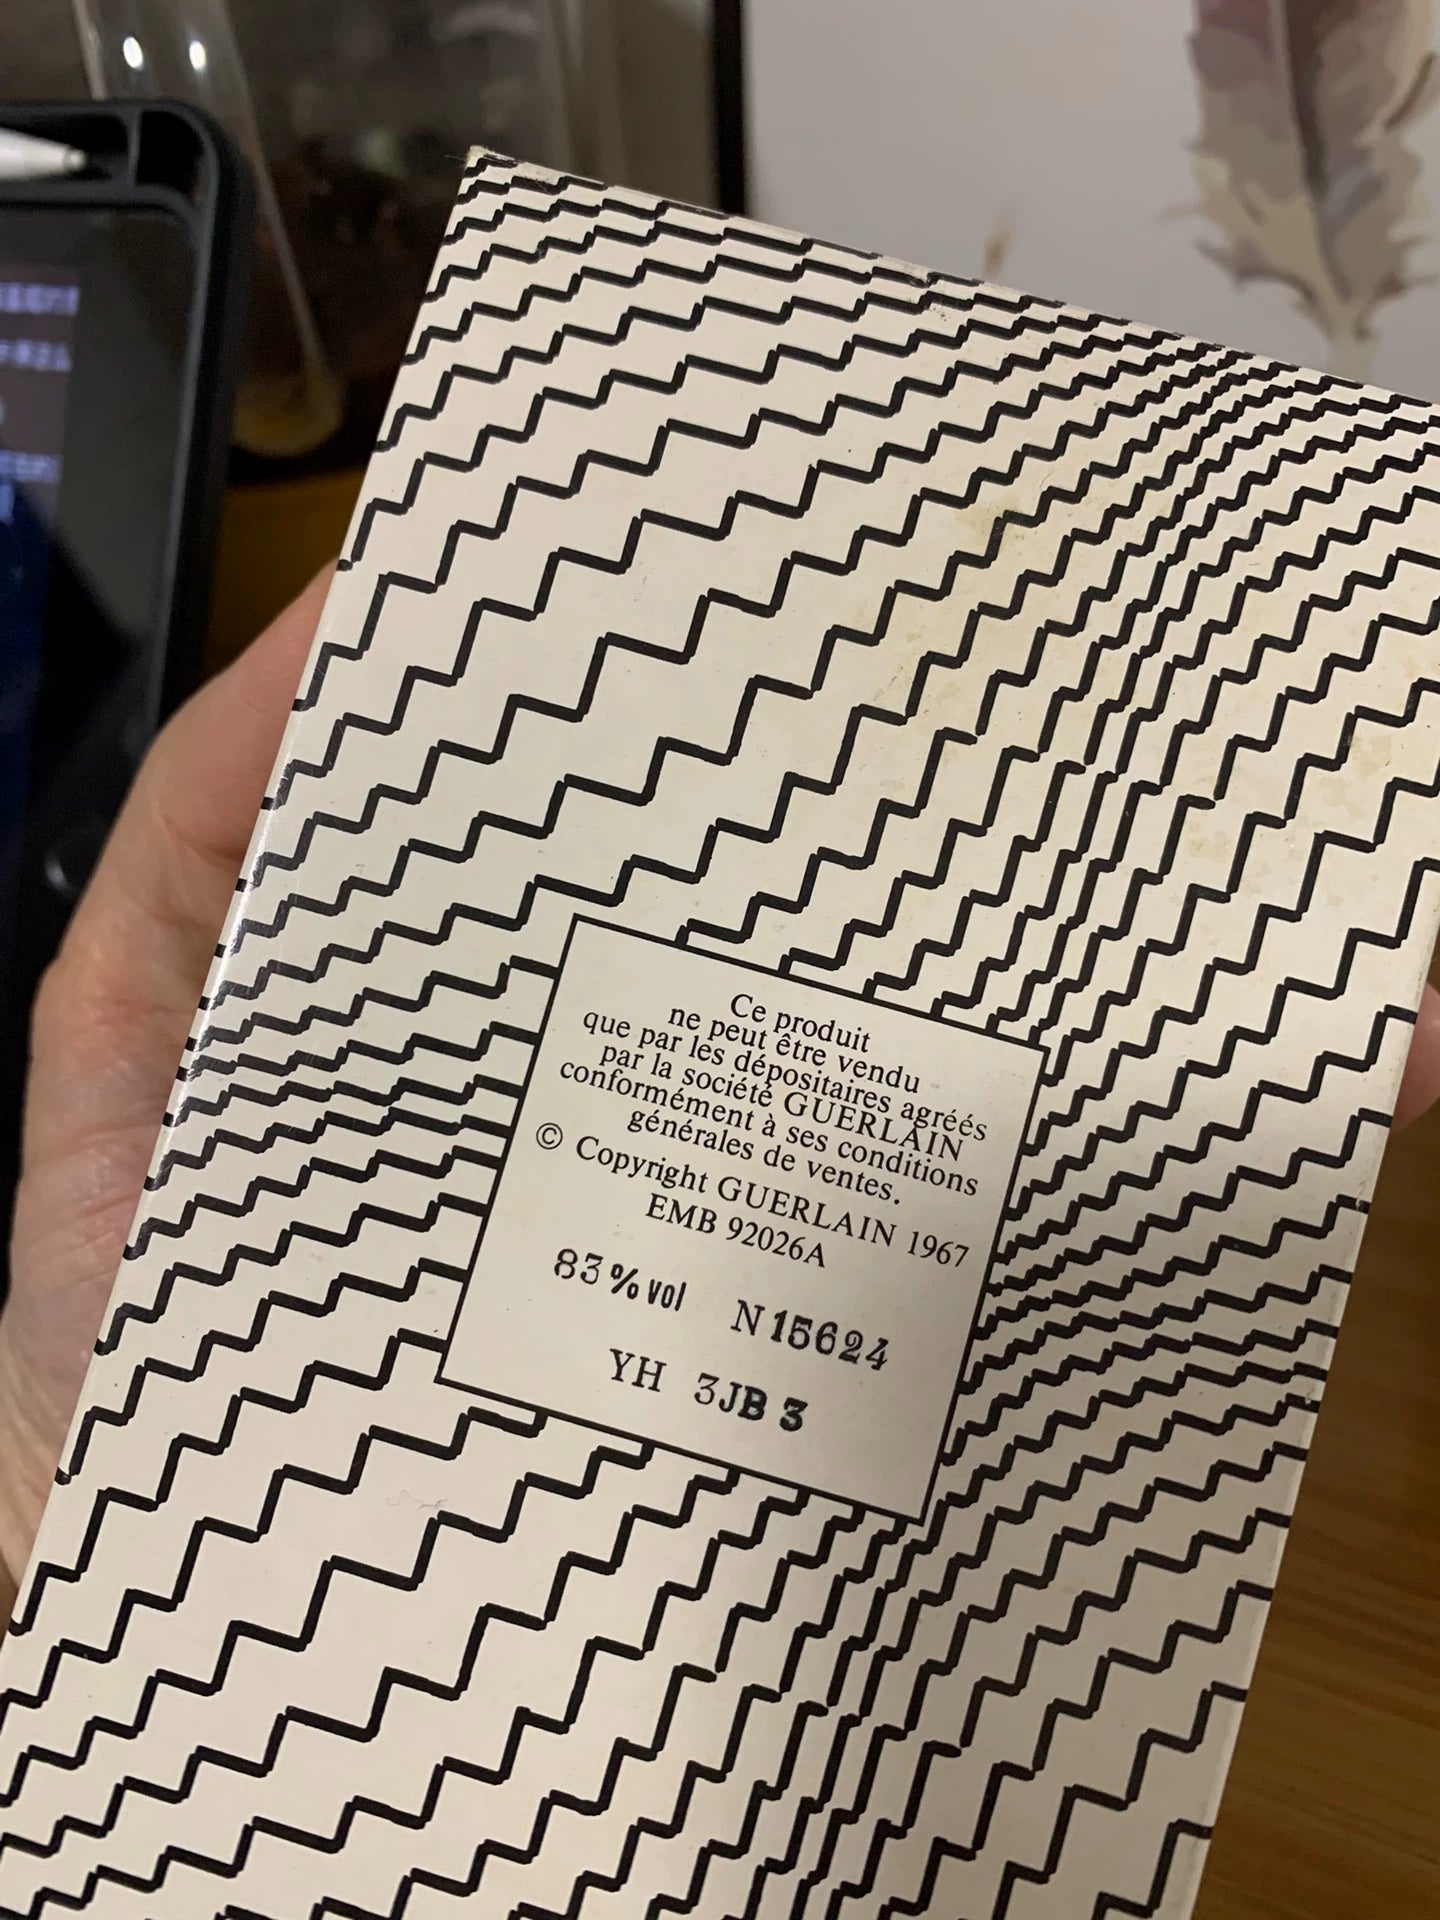 Ce produit
ne peut être vendu
que par les dépositaires agréés
par la société GUERLAIN
conformément à ses conditions
générales de ventes.
© Copyright GUERLAIN 1967
EMB 92026A
83% vol N 15624
YH 3JB 3